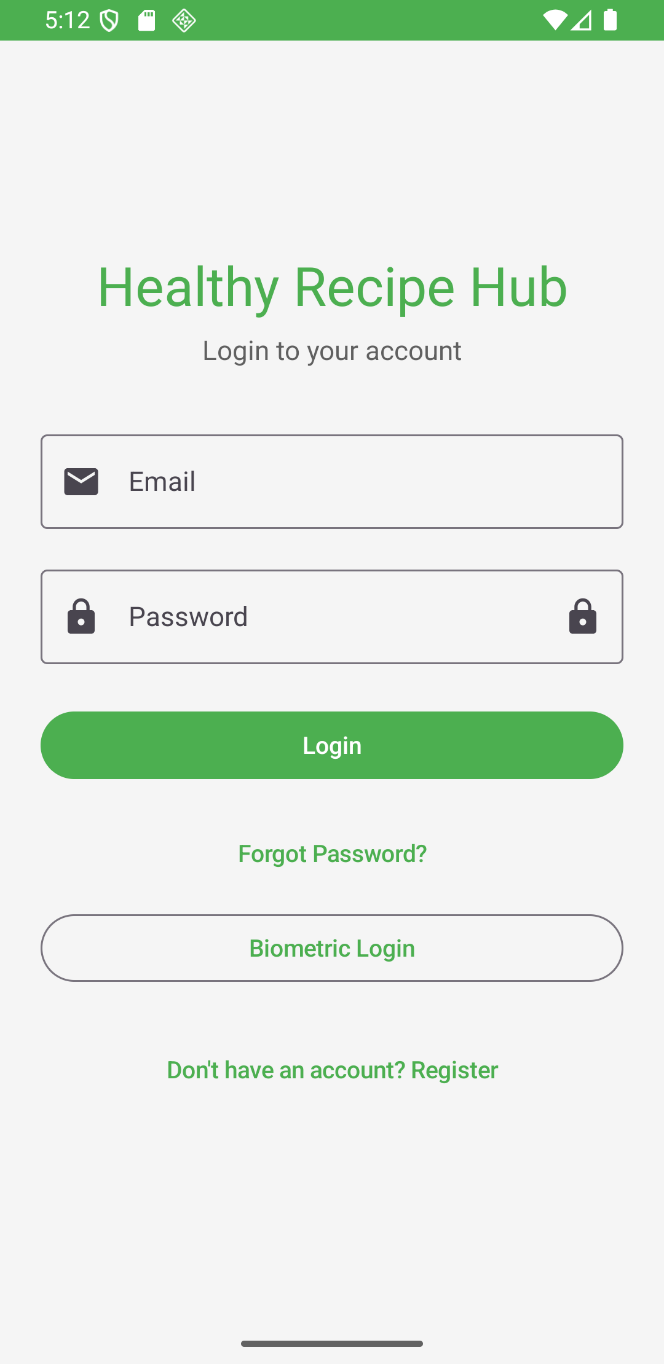 5:12
Healthy Recipe Hub
Login to your account
Email
Password
Login
Forgot Password?
Biometric Login
Don't have an account? Register